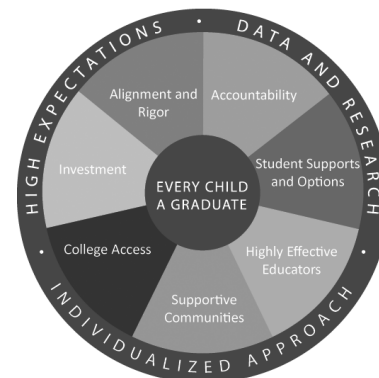 HIGH EXPECTATIONS
DATA AND RESEARCH
INDIVIDUALIZED APPROACH
Alignment and
Rigor
Accountability
Student Supports
and Options
Highly Effective
Educators
Supportive
Communities
College Access
Investment
EVERY CHILD
A GRADUATE